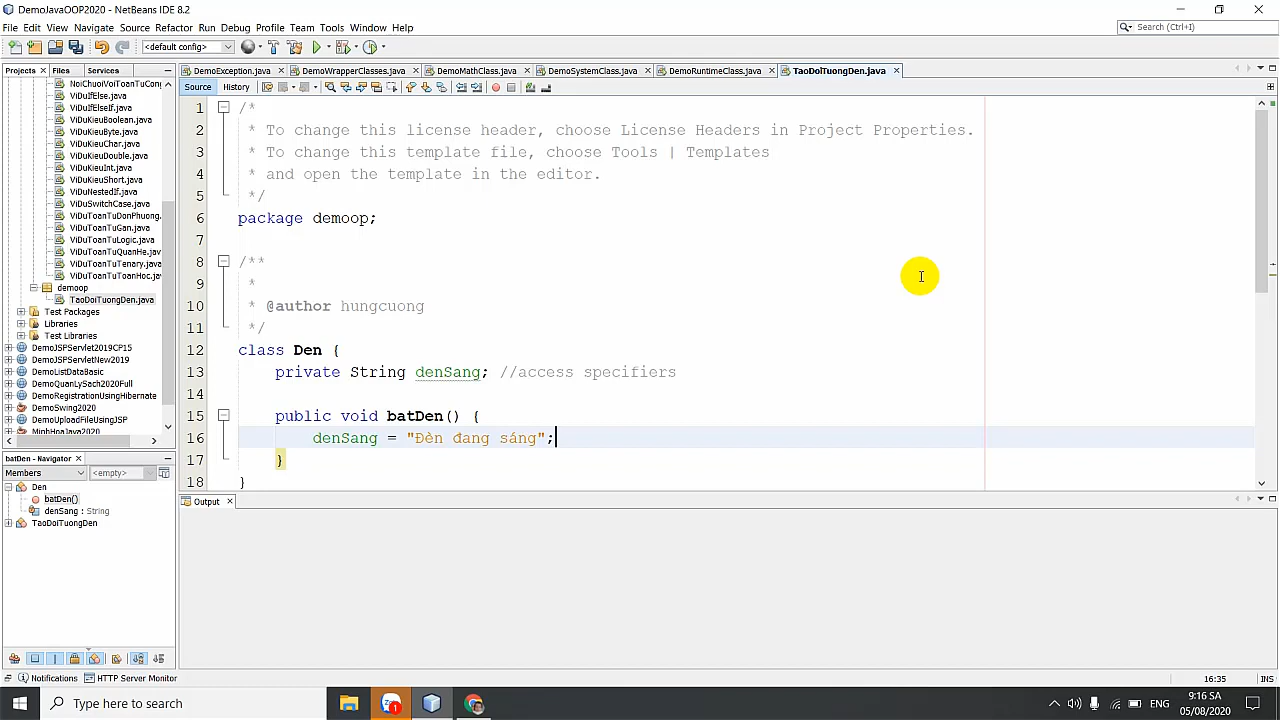 DemoJavaOOP2020 - NetBeans IDE 8.2
File Edit View Navigate Source Refactor Run Debug Profile Team Tools Window Help
Search (Ctrl+I)
<default config>
Projects Files Services
DemoException.java DemoWrapperClasses.java DemoMathClass.java DemoSystemClass.java DemoRuntimeClass.java TaoDoiTuongDen.java
Source History
NoiChuoiVoiToanTuCon
ViDuIfElse.java
ViDuIfElseIf.java
ViDuKieuBoolean.java
ViDuKieuByte.java
ViDuKieuChar.java
ViDuKieuDouble.java
ViDuKieuInt.java
ViDuKieuShort.java
ViDuNestedIf.java
ViDuSwitchCase.java
ViDuToanTuDonPhuong.
ViDuToanTuGan.java
ViDuToanTuLogic.java
ViDuToanTuQuanHe.java
ViDuToanTuTenary.java
ViDuToanTuToanHoc.jav
demoop
TaoDoiTuongDen.java
Test Packages
Libraries
Test Libraries
DemoJSPServlet2019CP15
DemoJSPServletNew2019
DemoListDataBasic
DemoQuanLySach2020Full
DemoRegistrationUsingHibernate
DemoSwing2020
DemoUploadFileUsingJSP
MinhHoaJava2020
1 /*
2 * To change this license header, choose License Headers in Project Properties.
3 * To change this template file, choose Tools | Templates
4 * and open the template in the editor.
5 */
6 package demoop;
7
8 /**
9 *
10 * @author hungcuong
11 */
12 class Den {
13 private String denSang; //access specifiers
14
15 public void batDen() {
16 denSang = "Đèn đang sáng";
17 }
18 }
batDen - Navigator
Members <empty>
Den
batDen()
denSang : String
TaoDoiTuongDen
Output
Notifications HTTP Server Monitor
16:35 INS
Type here to search
1
ENG
9:16 SA
05/08/2020